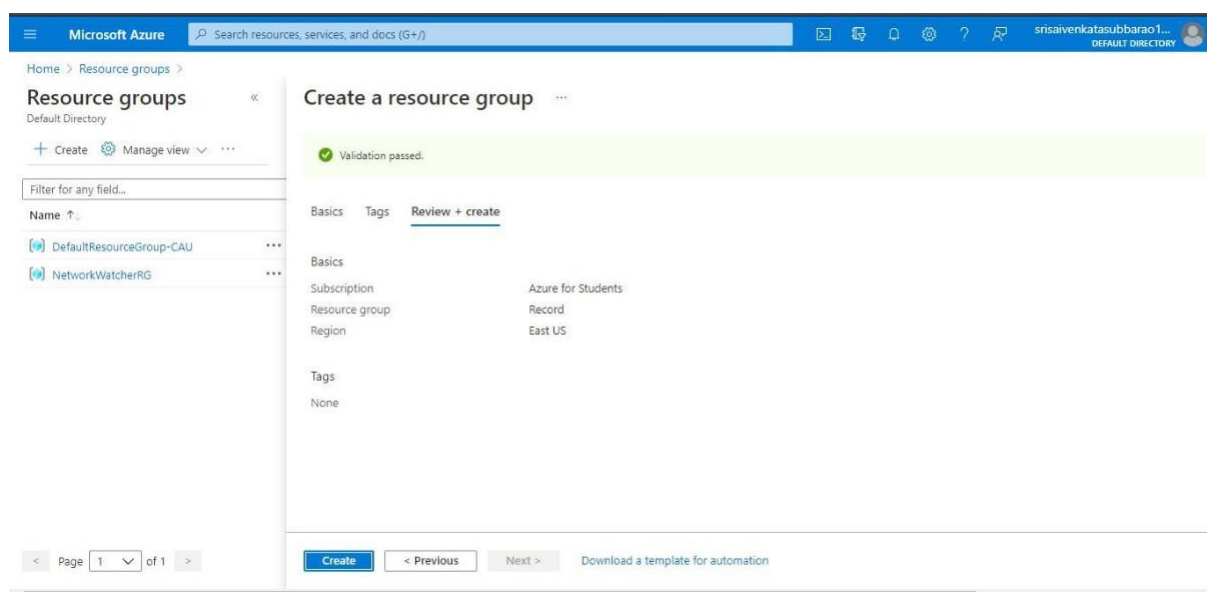 Microsoft Azure
Search resources, services, and docs (G+/)
srisaivenkatasubbarao1...
DEFAULT DIRECTORY
Home > Resource groups >
Resource groups
«
Default Directory
+ Create
Manage view
...
Filter for any field...
Name ↑↓
DefaultResourceGroup-CAU
...
NetworkWatcherRG
...
< Page 1 of 1 >
Create a resource group ...
Validation passed.
Basics Tags Review + create
Basics
Subscription Azure for Students
Resource group Record
Region East US
Tags
None
Create < Previous Next > Download a template for automation